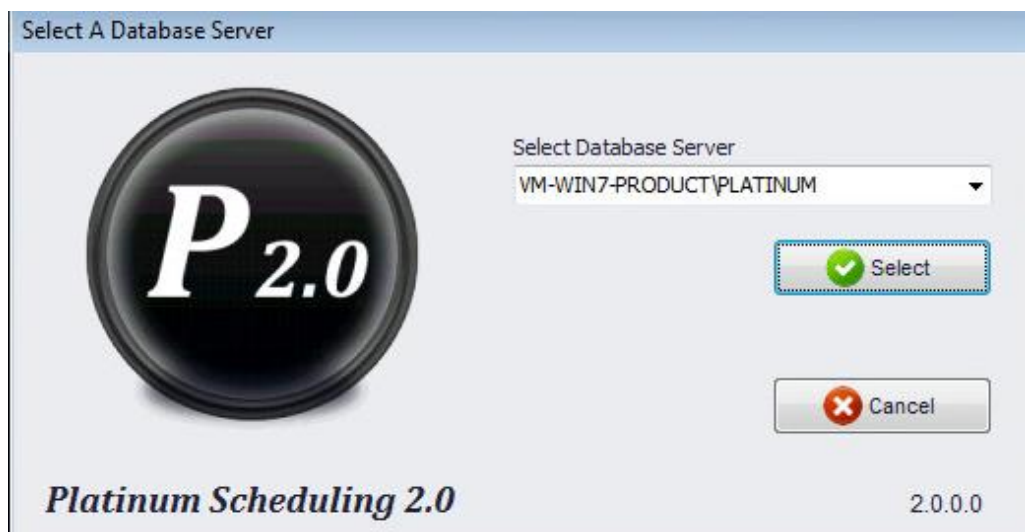 Select A Database Server
Select Database Server
VM-WIN7-PRODUCT\PLATINUM
P 2.0
Select
Cancel
Platinum Scheduling 2.0
2.0.0.0